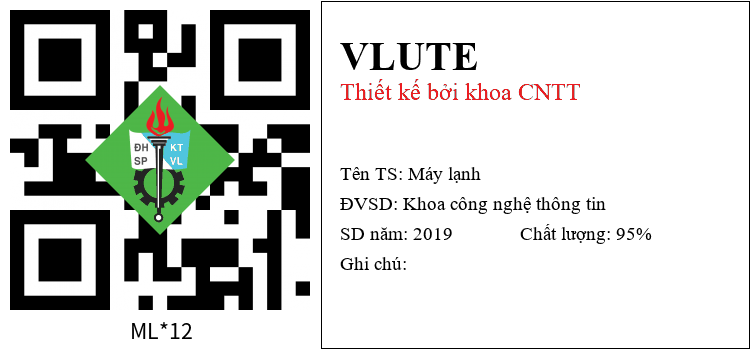 ĐH KT
SP VL
ML*12
VLUTE
Thiết kế bởi khoa CNTT
Tên TS: Máy lạnh
ĐVSD: Khoa công nghệ thông tin
SD năm: 2019 Chất lượng: 95%
Ghi chú: